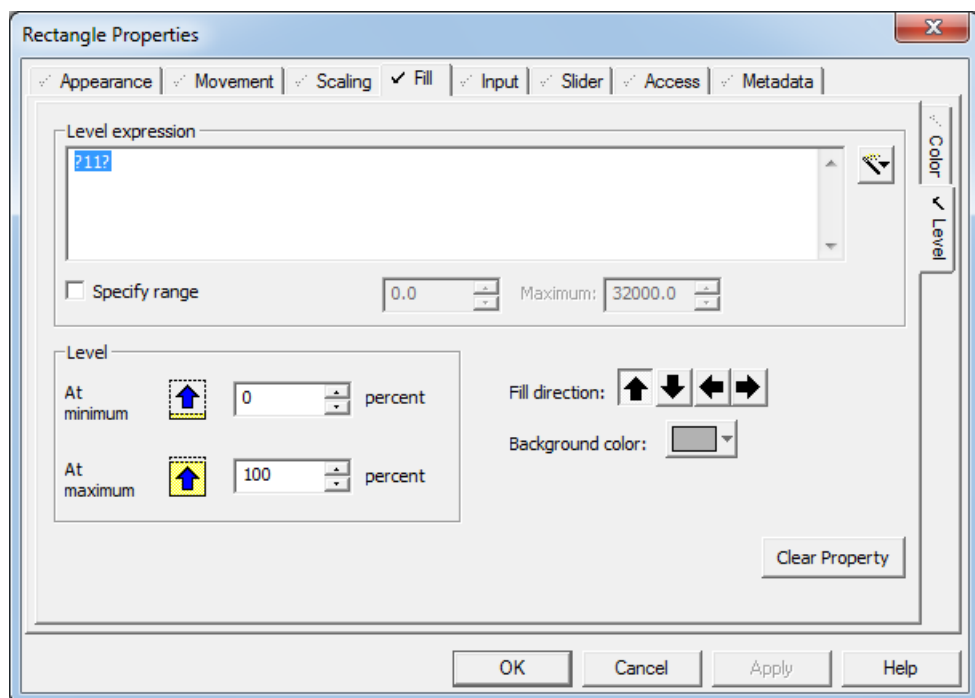 Rectangle Properties
Appearance Movement Scaling Fill Input Slider Access Metadata
Color
Level
Level expression
?11?
Specify range 0.0 Maximum: 32000.0
Level
At minimum 0 percent
At maximum 100 percent
Fill direction:
Background color:
Clear Property
OK Cancel Apply Help